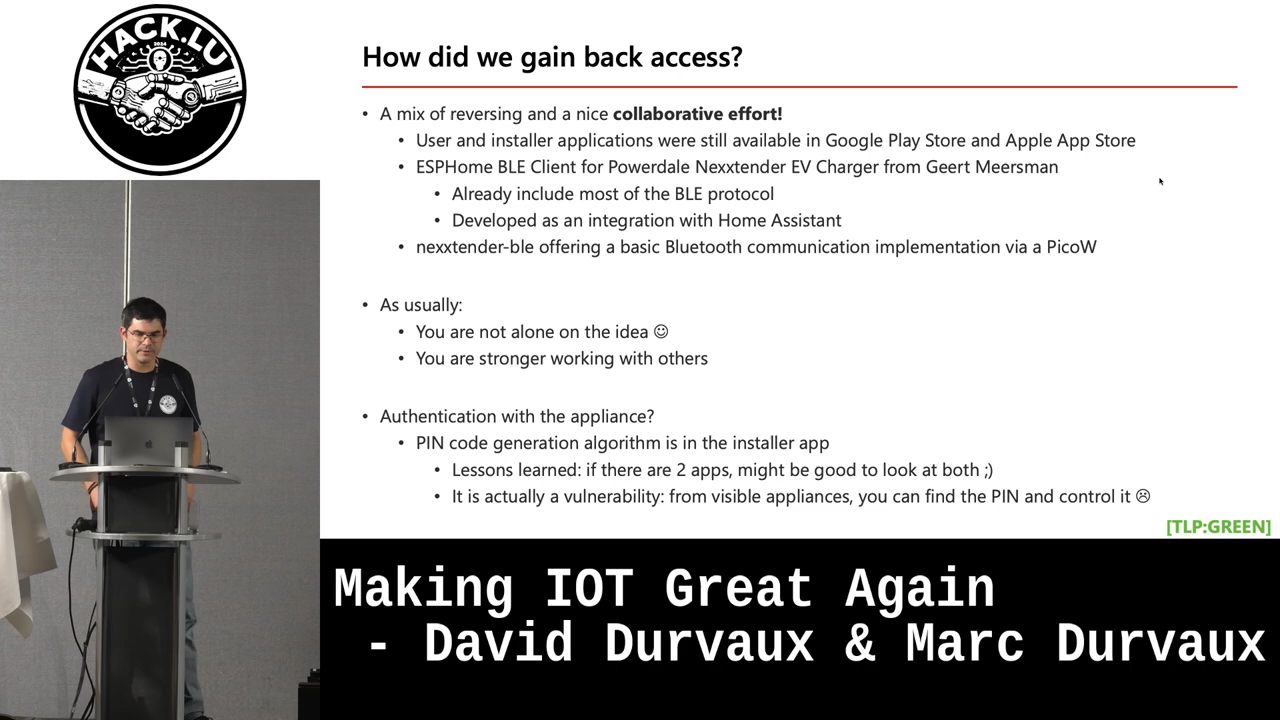 HACK.LU
2024
How did we gain back access?
• A mix of reversing and a nice collaborative effort!
• User and installer applications were still available in Google Play Store and Apple App Store
• ESPHome BLE Client for Powerdale Nexxtender EV Charger from Geert Meersman
• Already include most of the BLE protocol
• Developed as an integration with Home Assistant
• nexxtender-ble offering a basic Bluetooth communication implementation via a PicoW
• As usually:
• You are not alone on the idea ☺
• You are stronger working with others
• Authentication with the appliance?
• PIN code generation algorithm is in the installer app
• Lessons learned: if there are 2 apps, might be good to look at both ;)
• It is actually a vulnerability: from visible appliances, you can find the PIN and control it ☹
[TLP:GREEN]
Making IOT Great Again
- David Durvaux & Marc Durvaux